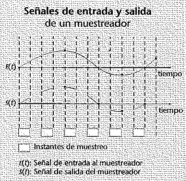 Señales de entrada y salida
de un muestreador
f(t)
tiempo
s(t)
tiempo
Instantes de muestreo
f(t): Señal de entrada al muestreador
s(t): Señal de salida del muestreador